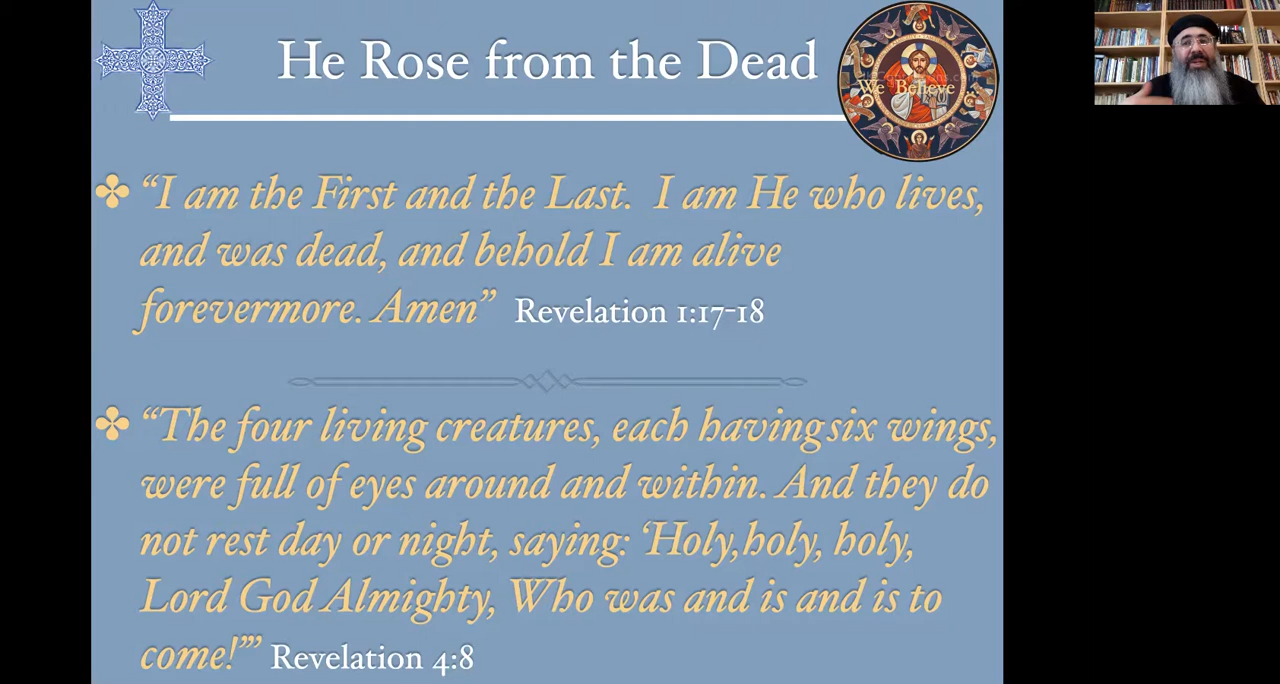 He Rose from the Dead
We Believe ...
“I am the First and the Last. I am He who lives,
and was dead, and behold I am alive
forevermore. Amen” Revelation 1:17-18
“The four living creatures, each having six wings,
were full of eyes around and within. And they do
not rest day or night, saying: ‘Holy,holy, holy,
Lord God Almighty, Who was and is and is to
come!’” Revelation 4:8